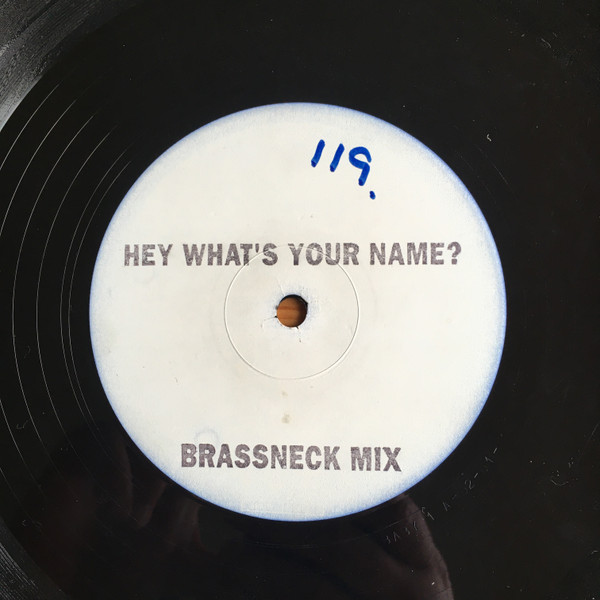 119.
HEY WHAT'S YOUR NAME?
BRASSNECK MIX